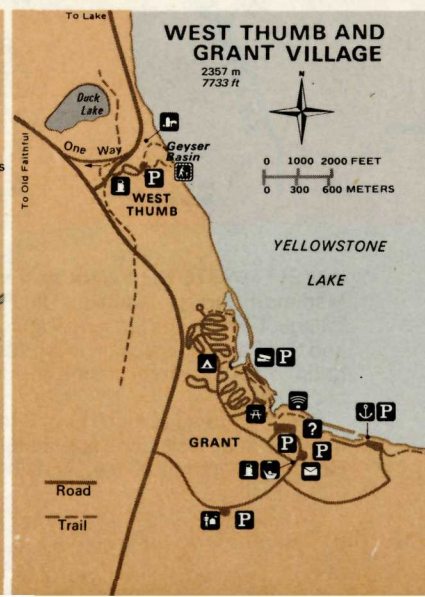 To Lake
WEST THUMB AND
GRANT VILLAGE
2357 m
7733 ft
N
Duck
Lake
One Way
Geyser
Basin
To Old Faithful
P
WEST
THUMB
0 1000 2000 FEET
0 300 600 METERS
YELLOWSTONE
LAKE
P
P
?
GRANT
P
P
P
Road
Trail